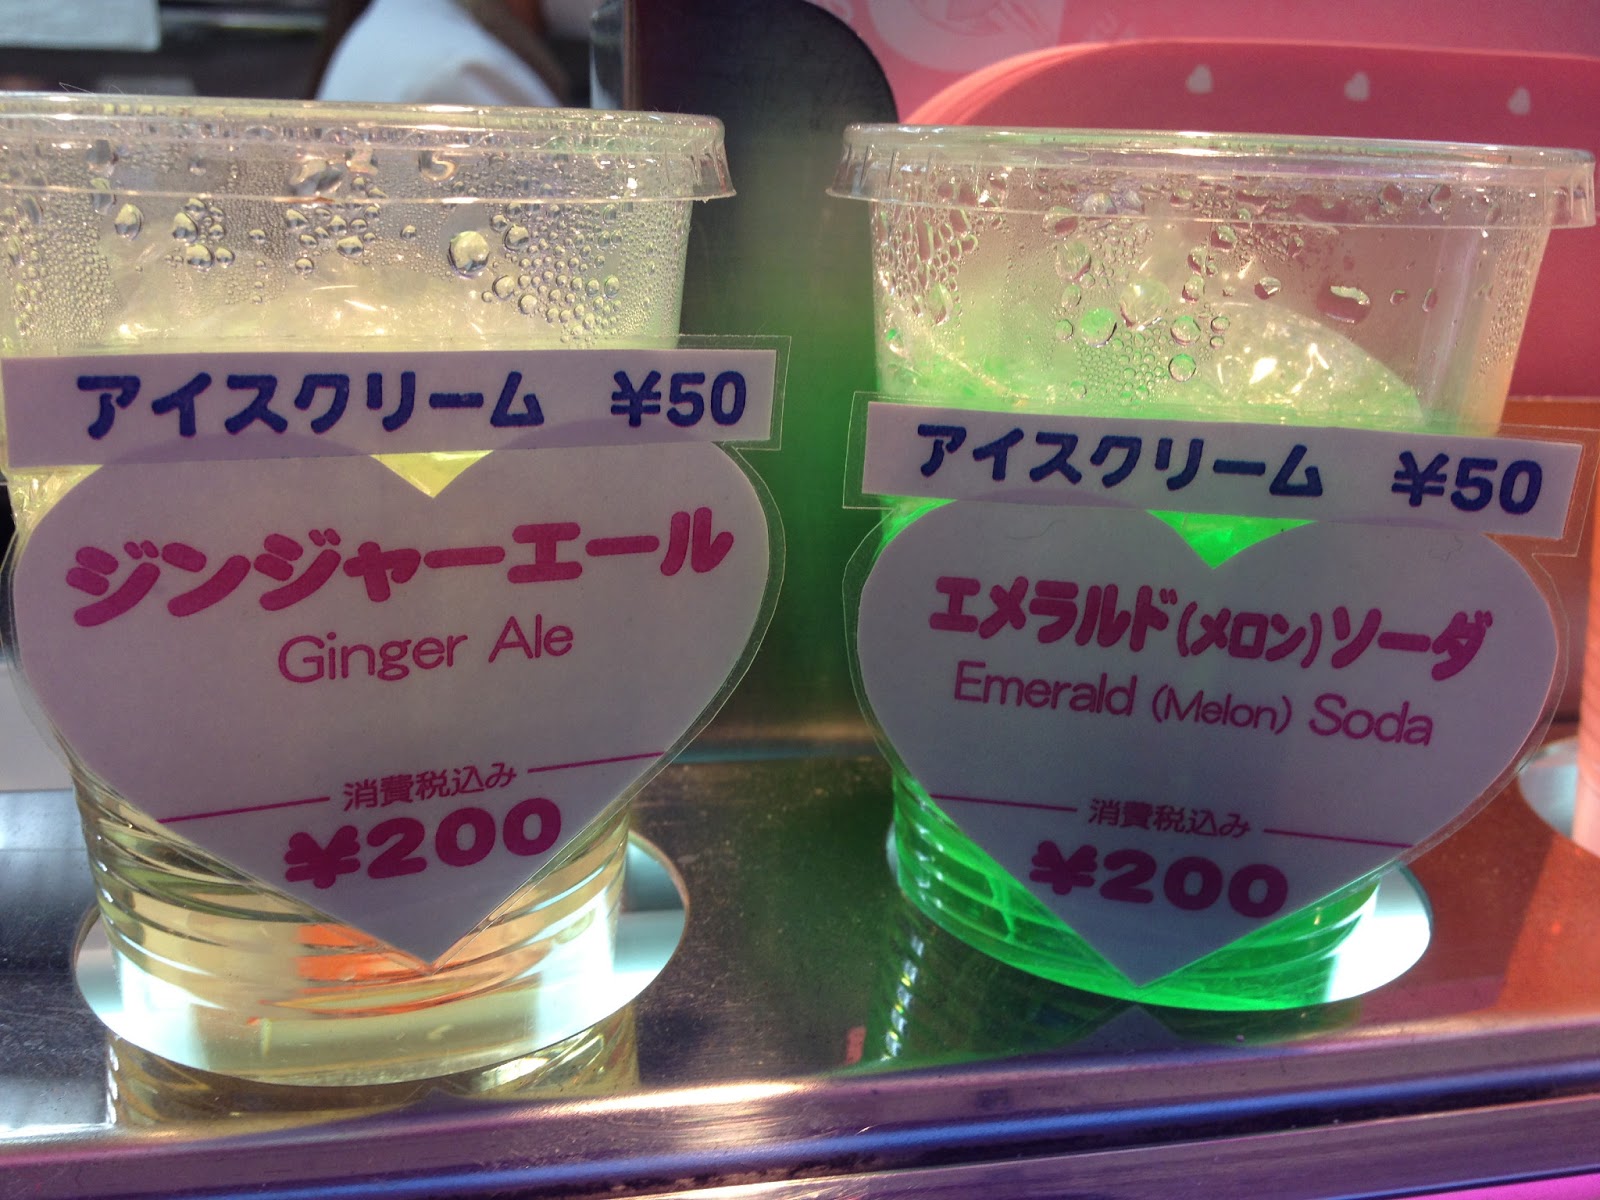 アイスクリーム ¥50
ジンジャーエール
Ginger Ale
消費税込み
¥200
アイスクリーム ¥50
エメラルド(メロン)ソーダ
Emerald (Melon) Soda
消費税込み
¥200